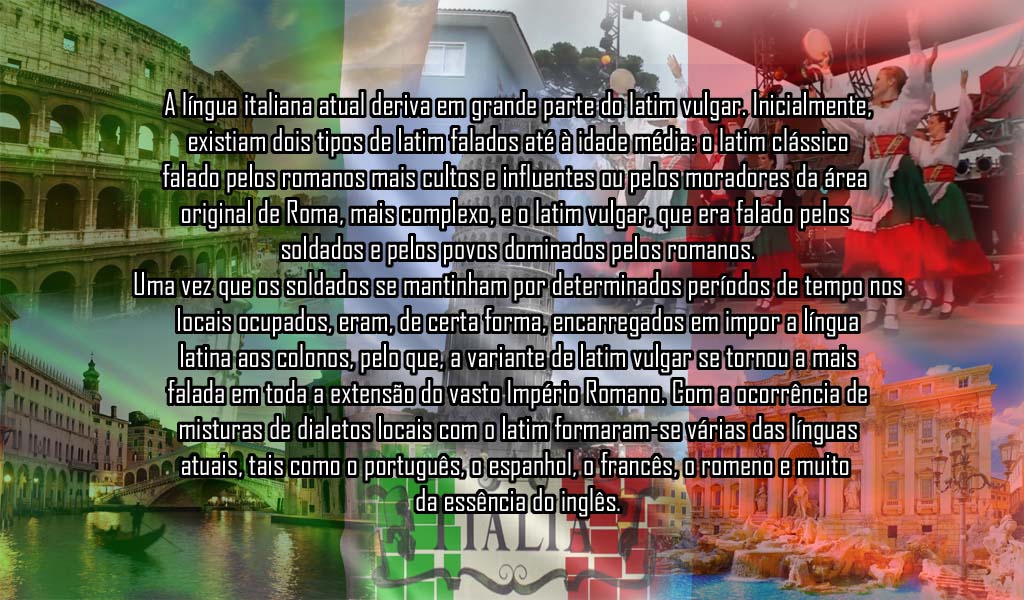 A língua italiana atual deriva em grande parte do latim vulgar. Inicialmente,
existiam dois tipos de latim falados até à idade média: o latim clássico
falado pelos romanos mais cultos e influentes ou pelos moradores da área
original de Roma, mais complexo, e o latim vulgar, que era falado pelos
soldados e pelos povos dominados pelos romanos.
Uma vez que os soldados se mantinham por determinados períodos de tempo nos
locais ocupados, eram, de certa forma, encarregados em impor a língua
latina aos colonos, pelo que, a variante de latim vulgar se tornou a mais
falada em toda a extensão do vasto Império Romano. Com a ocorrência de
misturas de dialetos locais com o latim formaram-se várias das línguas
atuais, tais como o português, o espanhol, o francês, o romeno e muito
da essência do inglês.
ITALIA